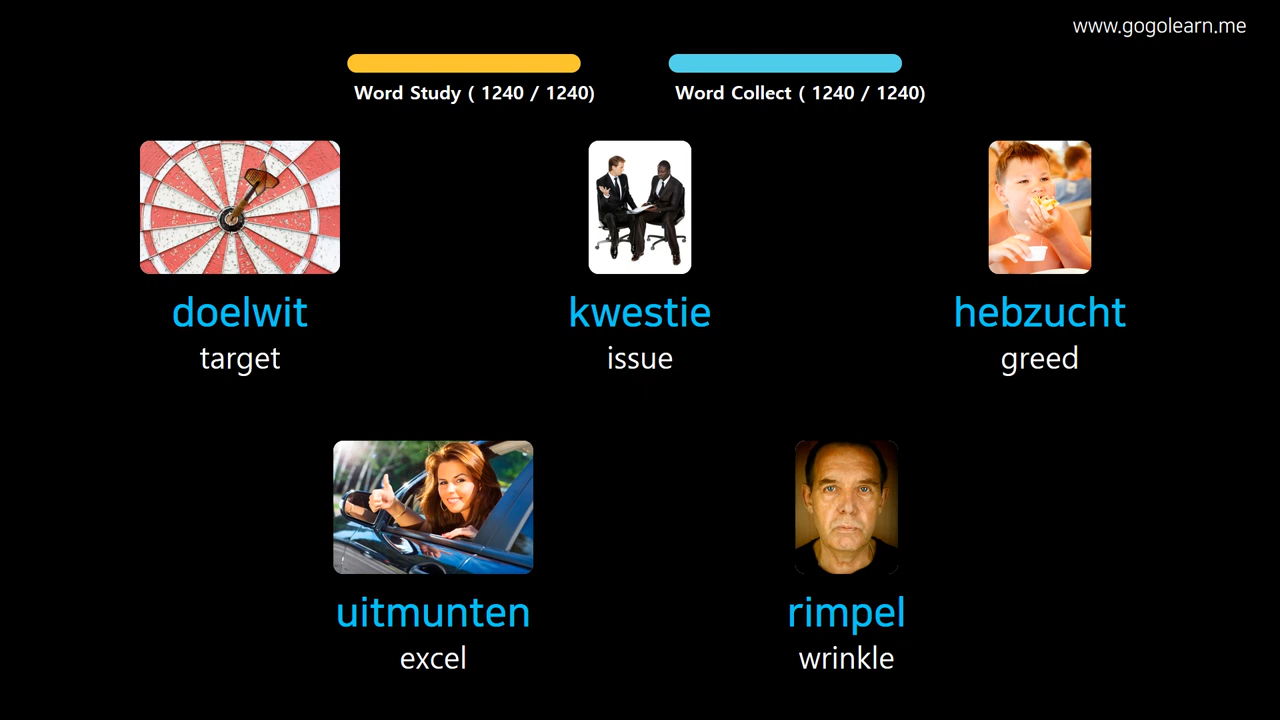 www.gogolearn.me
Word Study ( 1240 / 1240)
Word Collect ( 1240 / 1240)
doelwit
target
kwestie
issue
hebzucht
greed
uitmunten
excel
rimpel
wrinkle